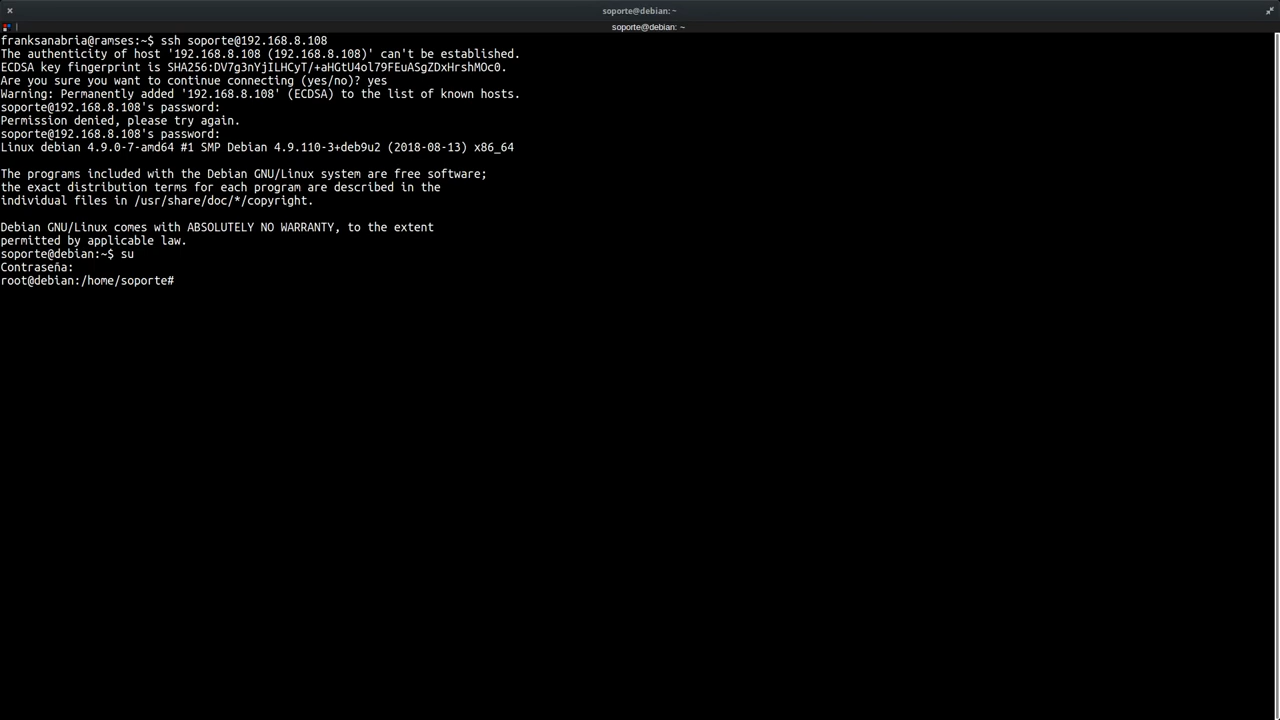 soporte@debian: ~
soporte@debian: ~
franksanabria@ramses:~$ ssh soporte@192.168.8.108
The authenticity of host '192.168.8.108 (192.168.8.108)' can't be established.
ECDSA key fingerprint is SHA256:DV7g3nYjILHCyT/+aHGtU4ol79FEuASgZDxHrshMOc0.
Are you sure you want to continue connecting (yes/no)? yes
Warning: Permanently added '192.168.8.108' (ECDSA) to the list of known hosts.
soporte@192.168.8.108's password:
Permission denied, please try again.
soporte@192.168.8.108's password:
Linux debian 4.9.0-7-amd64 #1 SMP Debian 4.9.110-3+deb9u2 (2018-08-13) x86_64
The programs included with the Debian GNU/Linux system are free software;
the exact distribution terms for each program are described in the
individual files in /usr/share/doc/*/copyright.
Debian GNU/Linux comes with ABSOLUTELY NO WARRANTY, to the extent
permitted by applicable law.
soporte@debian:~$ su
Contraseña:
root@debian:/home/soporte#